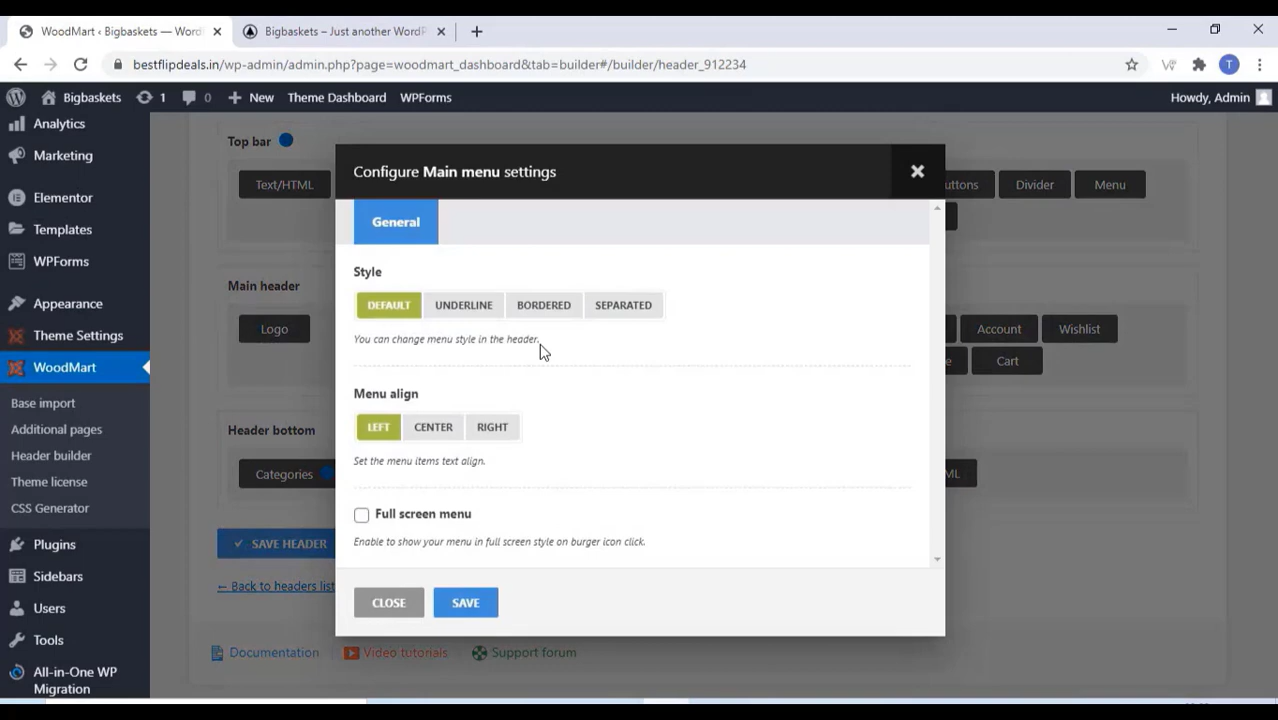 WoodMart ‹ Bigbaskets — Word
Bigbaskets – Just another WordP
bestflipdeals.in/wp-admin/admin.php?page=woodmart_dashboard&tab=builder#/builder/header_912234
T
Bigbaskets
1
0
New
Theme Dashboard
WPForms
Howdy, Admin
Analytics
Marketing
Elementor
Templates
WPForms
Appearance
Theme Settings
WoodMart
Base import
Additional pages
Header builder
Theme license
CSS Generator
Plugins
Sidebars
Users
Tools
All-in-One WP
Migration
Top bar
Text/HTML
uttons
Divider
Menu
Main header
Logo
Account
Wishlist
e
Cart
Header bottom
Categories
ML
SAVE HEADER
← Back to headers list
Documentation
Video tutorials
Support forum
Configure Main menu settings
General
Style
DEFAULT
UNDERLINE
BORDERED
SEPARATED
You can change menu style in the header.
Menu align
LEFT
CENTER
RIGHT
Set the menu items text align.
Full screen menu
Enable to show your menu in full screen style on burger icon click.
CLOSE
SAVE